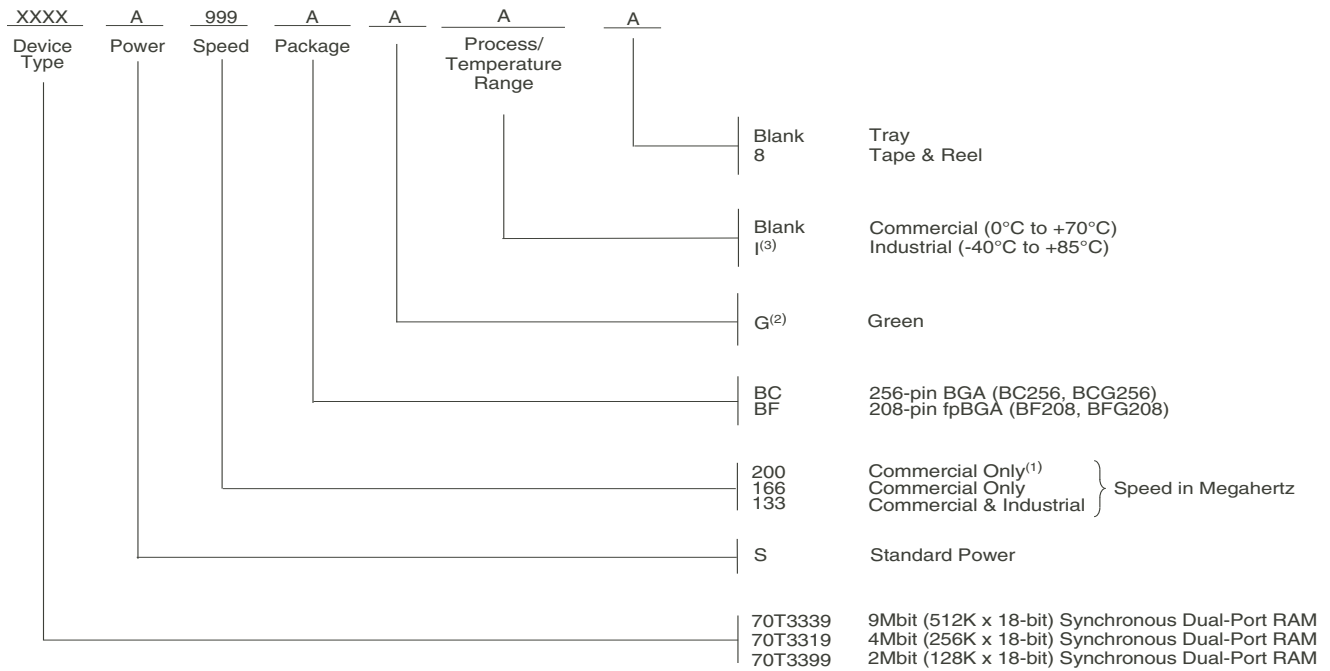 XXXX A 999 A A A A
Device Type Power Speed Package Process/ Temperature Range
Blank Tray
8 Tape & Reel
Blank Commercial (0°C to +70°C)
I(3) Industrial (-40°C to +85°C)
G(2) Green
BC 256-pin BGA (BC256, BCG256)
BF 208-pin fpBGA (BF208, BFG208)
200 Commercial Only(1)
166 Commercial Only Speed in Megahertz
133 Commercial & Industrial
S Standard Power
70T3339 9Mbit (512K x 18-bit) Synchronous Dual-Port RAM
70T3319 4Mbit (256K x 18-bit) Synchronous Dual-Port RAM
70T3399 2Mbit (128K x 18-bit) Synchronous Dual-Port RAM